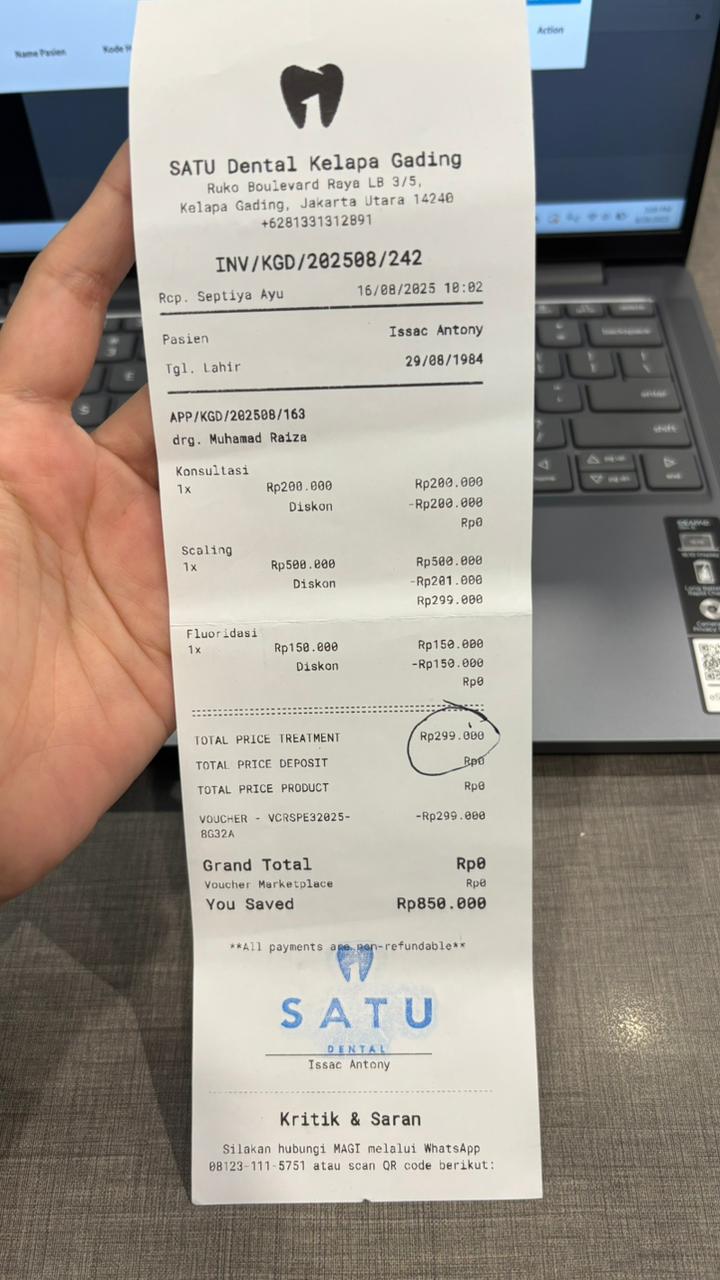 Name Pasien
Action
SATU Dental Kelapa Gading
Ruko Boulevard Raya LB 3/5,
Kelapa Gading, Jakarta Utara 14240
+6281331312891
INV/KGD/202508/242
Rcp. Septiya Ayu 16/08/2025 10:02
Pasien Issac Antony
Tgl. Lahir 29/08/1984
APP/KGD/202508/163
drg. Muhamad Raiza
Konsultasi
1x Rp200.000 Rp200.000
Diskon -Rp200.000
Rp0
Scaling
1x Rp500.000 Rp500.000
Diskon -Rp201.000
Rp299.000
Fluoridasi
1x Rp150.000 Rp150.000
Diskon -Rp150.000
Rp0
TOTAL PRICE TREATMENT Rp299.000
TOTAL PRICE DEPOSIT Rp0
TOTAL PRICE PRODUCT Rp0
VOUCHER - VCRSPE32025- -Rp299.000
8G32A
Grand Total Rp0
Voucher Marketplace Rp0
You Saved Rp850.000
**All payments are non-refundable**
SATU
DENTAL
Issac Antony
Kritik & Saran
Silakan hubungi MAGI melalui WhatsApp
08123-111-5751 atau scan QR code berikut:
backspace
enter
shift